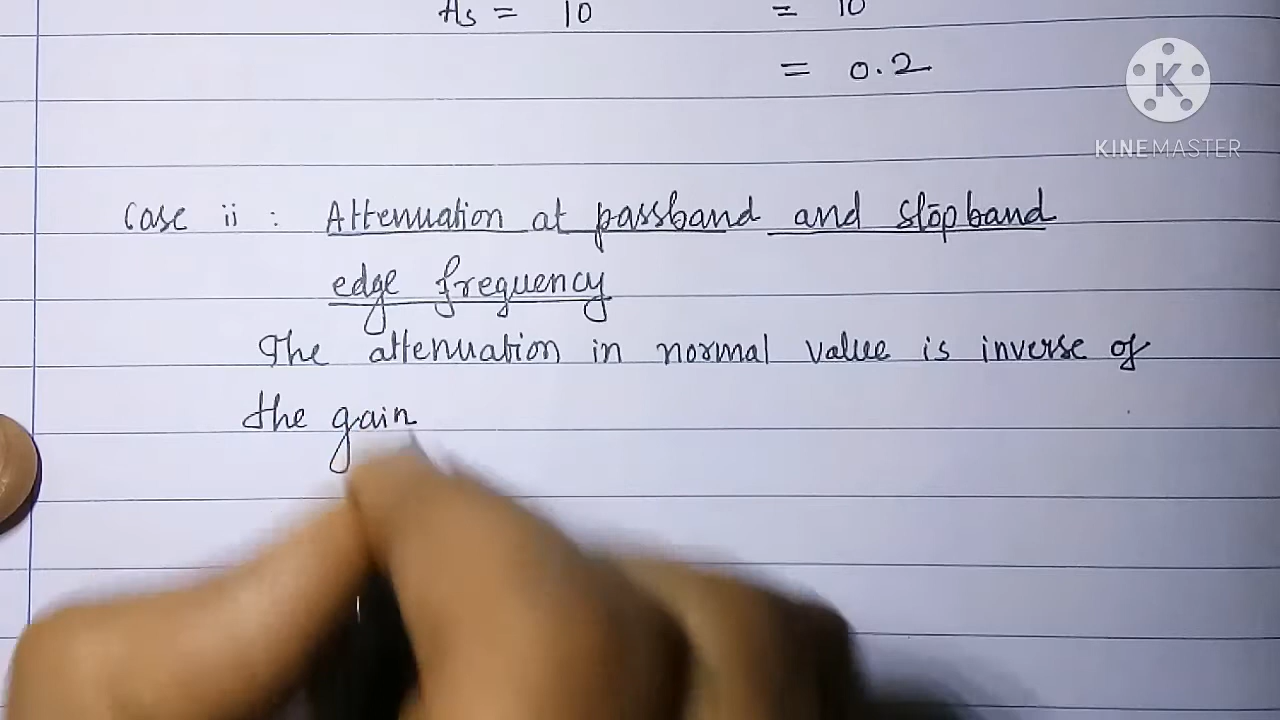 As = 10 = 10
= 0.2
K
KINEMASTER
Case ii : Attenuation at passband and stopband
edge frequency
The attenuation in normal value is inverse of
the gain